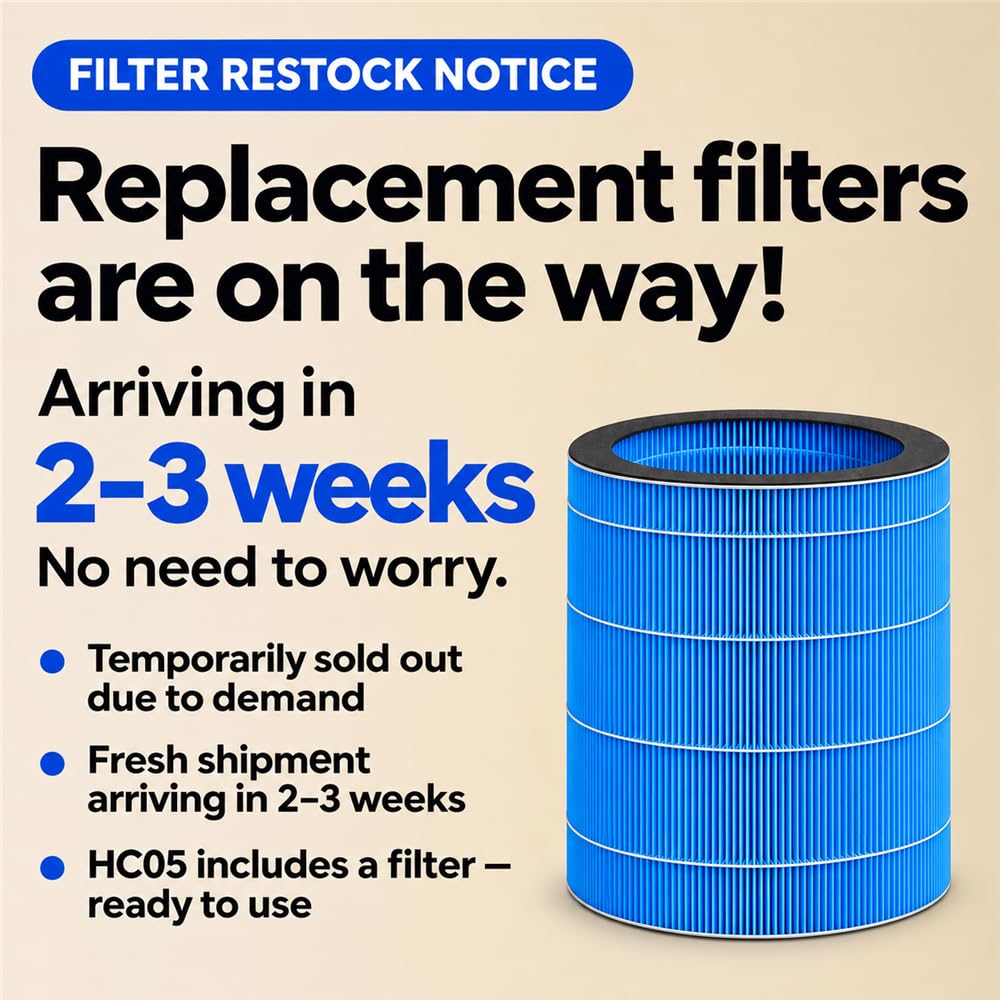 FILTER RESTOCK NOTICE
Replacement filters
are on the way!
Arriving in
2–3 weeks
No need to worry.
Temporarily sold out
due to demand
Fresh shipment
arriving in 2–3 weeks
HC05 includes a filter —
ready to use